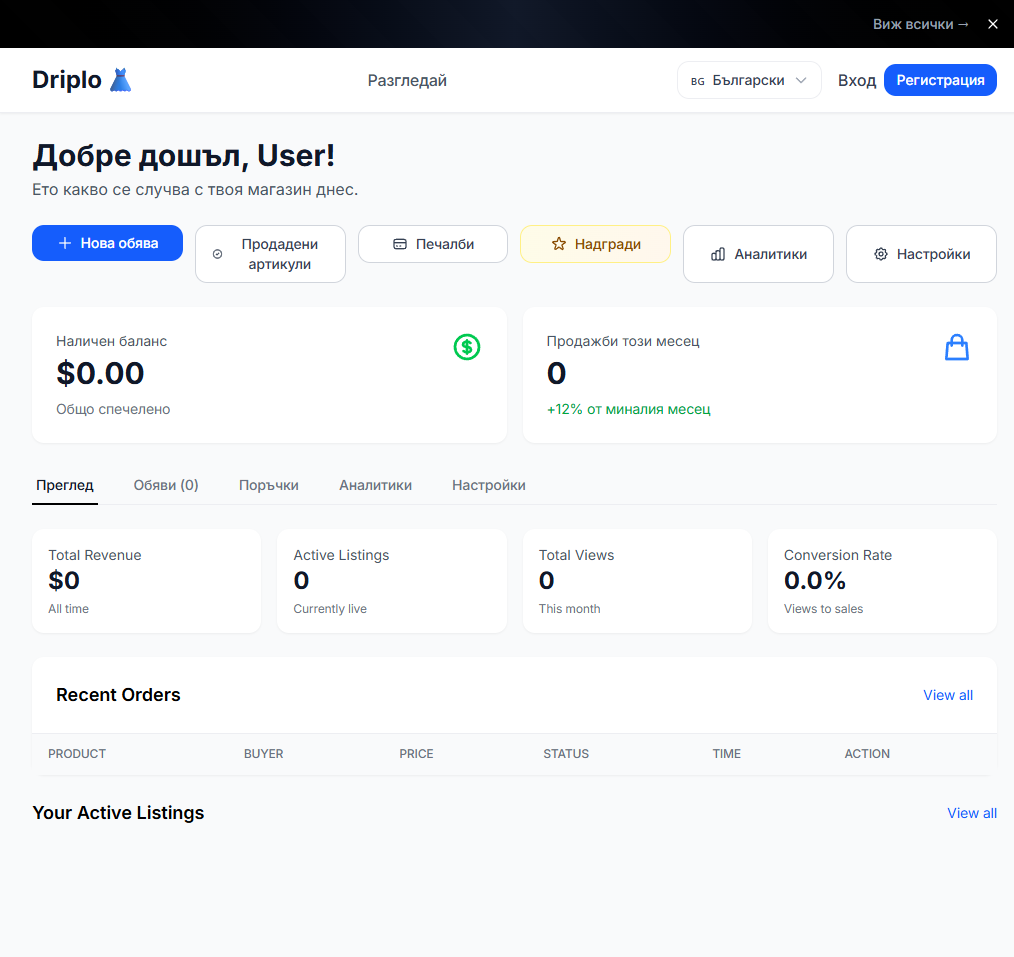 Виж всички →
Driplo
Разгледай
BG Български
Вход
Регистрация
Добре дошъл, User!
Ето какво се случва с твоя магазин днес.
Нова обява
Продадени
артикули
Печалби
Надгради
Аналитики
Настройки
Наличен баланс
$0.00
Общо спечелено
Продажби този месец
0
+12% от миналия месец
Преглед
Обяви (0)
Поръчки
Аналитики
Настройки
Total Revenue
$0
All time
Active Listings
0
Currently live
Total Views
0
This month
Conversion Rate
0.0%
Views to sales
Recent Orders
View all
PRODUCT
BUYER
PRICE
STATUS
TIME
ACTION
Your Active Listings
View all